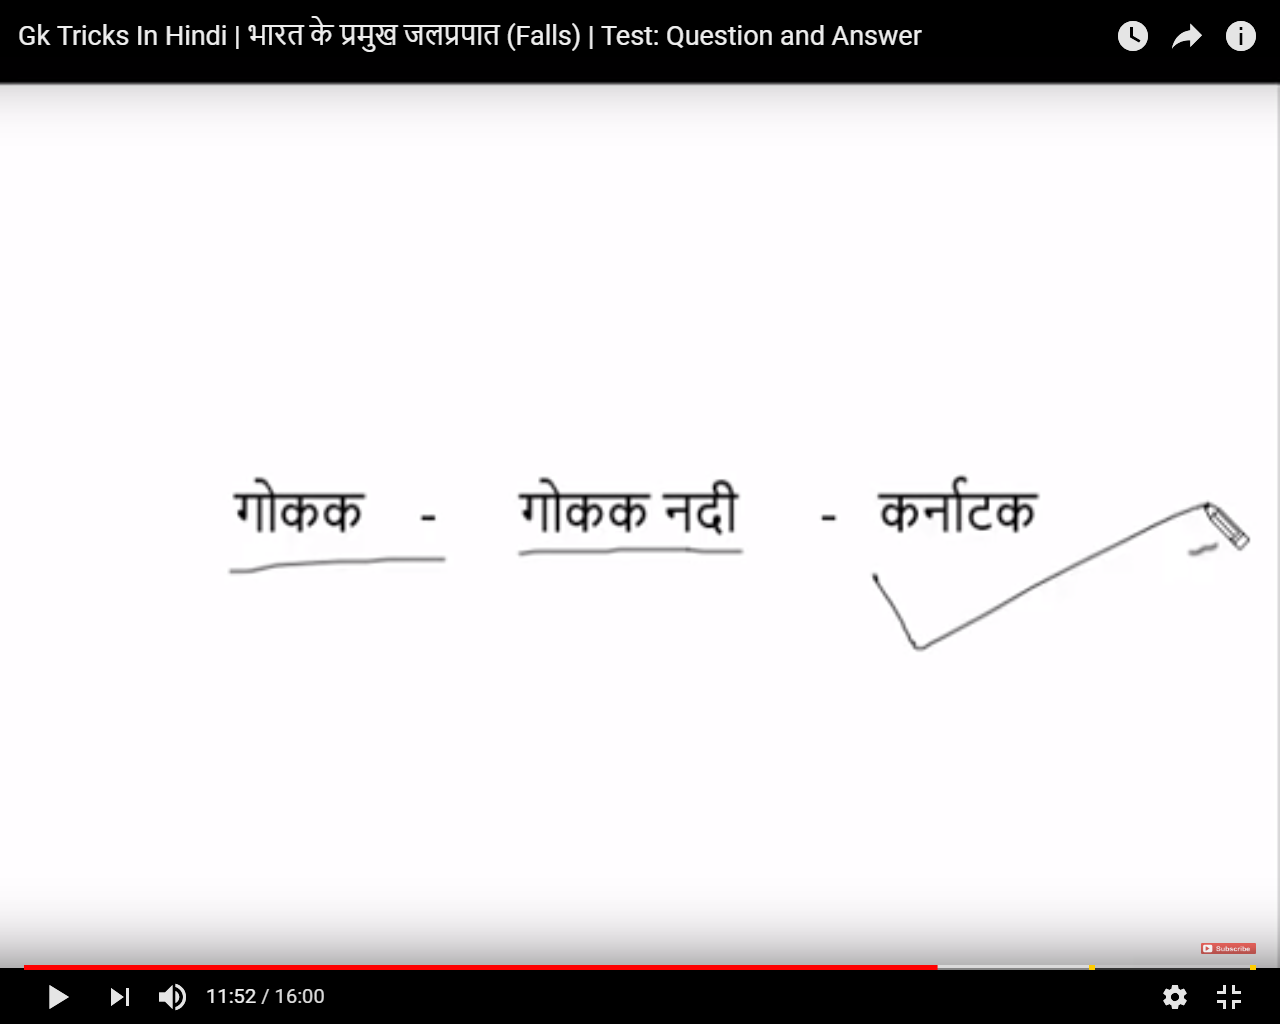 Gk Tricks In Hindi | भारत के प्रमुख जलप्रपात (Falls) | Test: Question and Answer
गोकक - गोकक नदी - कर्नाटक
Subscribe
11:52 / 16:00